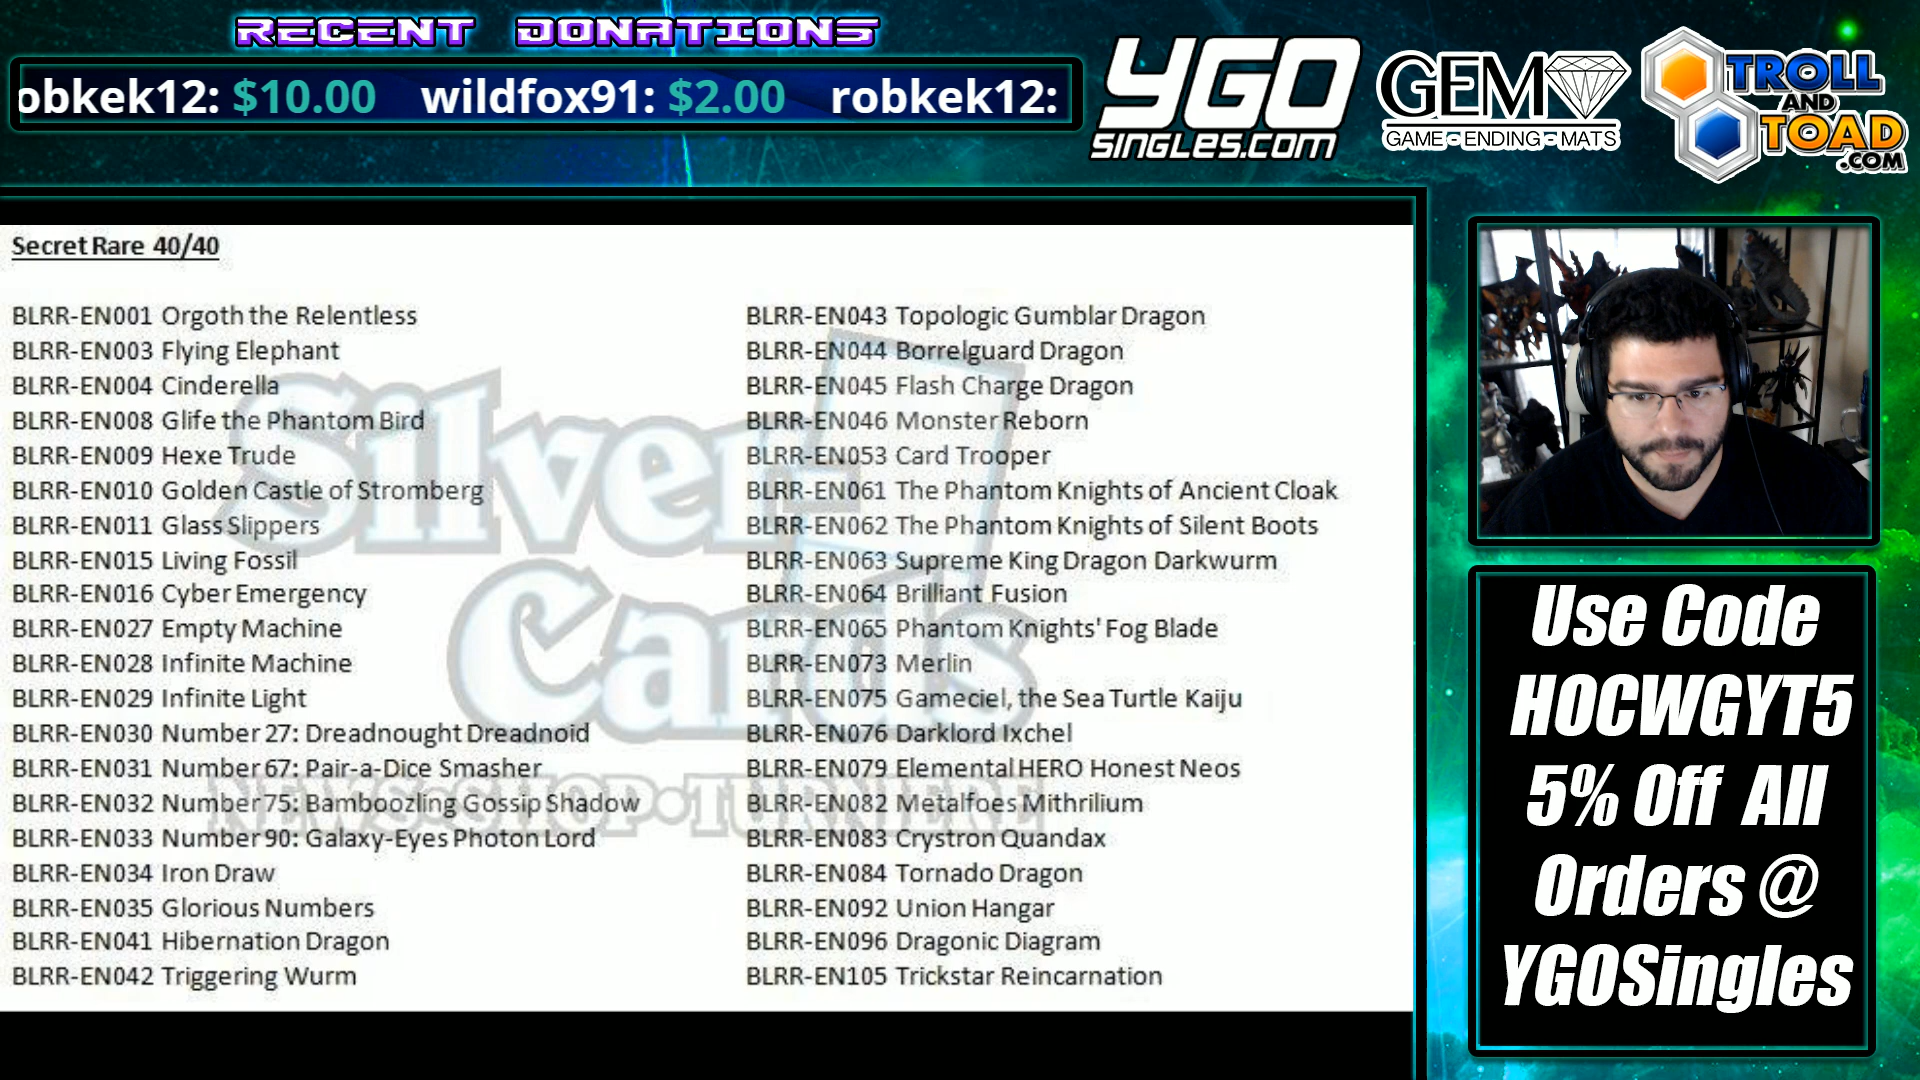 RECENT DONATIONS
obkek12: $10.00 wildfox91: $2.00 robkek12:
YGO
SINGLES.COM
GEM
GAME - ENDING - MATS
TROLL
AND
TOAD
.COM
Secret Rare 40/40
BLRR-EN001 Orgoth the Relentless
BLRR-EN003 Flying Elephant
BLRR-EN004 Cinderella
BLRR-EN008 Glife the Phantom Bird
BLRR-EN009 Hexe Trude
BLRR-EN010 Golden Castle of Stromberg
BLRR-EN011 Glass Slippers
BLRR-EN015 Living Fossil
BLRR-EN016 Cyber Emergency
BLRR-EN027 Empty Machine
BLRR-EN028 Infinite Machine
BLRR-EN029 Infinite Light
BLRR-EN030 Number 27: Dreadnought Dreadnoid
BLRR-EN031 Number 67: Pair-a-Dice Smasher
BLRR-EN032 Number 75: Bamboozling Gossip Shadow
BLRR-EN033 Number 90: Galaxy-Eyes Photon Lord
BLRR-EN034 Iron Draw
BLRR-EN035 Glorious Numbers
BLRR-EN041 Hibernation Dragon
BLRR-EN042 Triggering Wurm
BLRR-EN043 Topologic Gumblar Dragon
BLRR-EN044 Borrelguard Dragon
BLRR-EN045 Flash Charge Dragon
BLRR-EN046 Monster Reborn
BLRR-EN053 Card Trooper
BLRR-EN061 The Phantom Knights of Ancient Cloak
BLRR-EN062 The Phantom Knights of Silent Boots
BLRR-EN063 Supreme King Dragon Darkwurm
BLRR-EN064 Brilliant Fusion
BLRR-EN065 Phantom Knights' Fog Blade
BLRR-EN073 Merlin
BLRR-EN075 Gameciel, the Sea Turtle Kaiju
BLRR-EN076 Darklord Ixchel
BLRR-EN079 Elemental HERO Honest Neos
BLRR-EN082 Metalfoes Mithrilium
BLRR-EN083 Crystron Quandax
BLRR-EN084 Tornado Dragon
BLRR-EN092 Union Hangar
BLRR-EN096 Dragonic Diagram
BLRR-EN105 Trickstar Reincarnation
Silver
Cards
NEWS•SHOP•TURNIERE
Use Code
HOCWGYT5
5% Off All
Orders @
YGOSingles